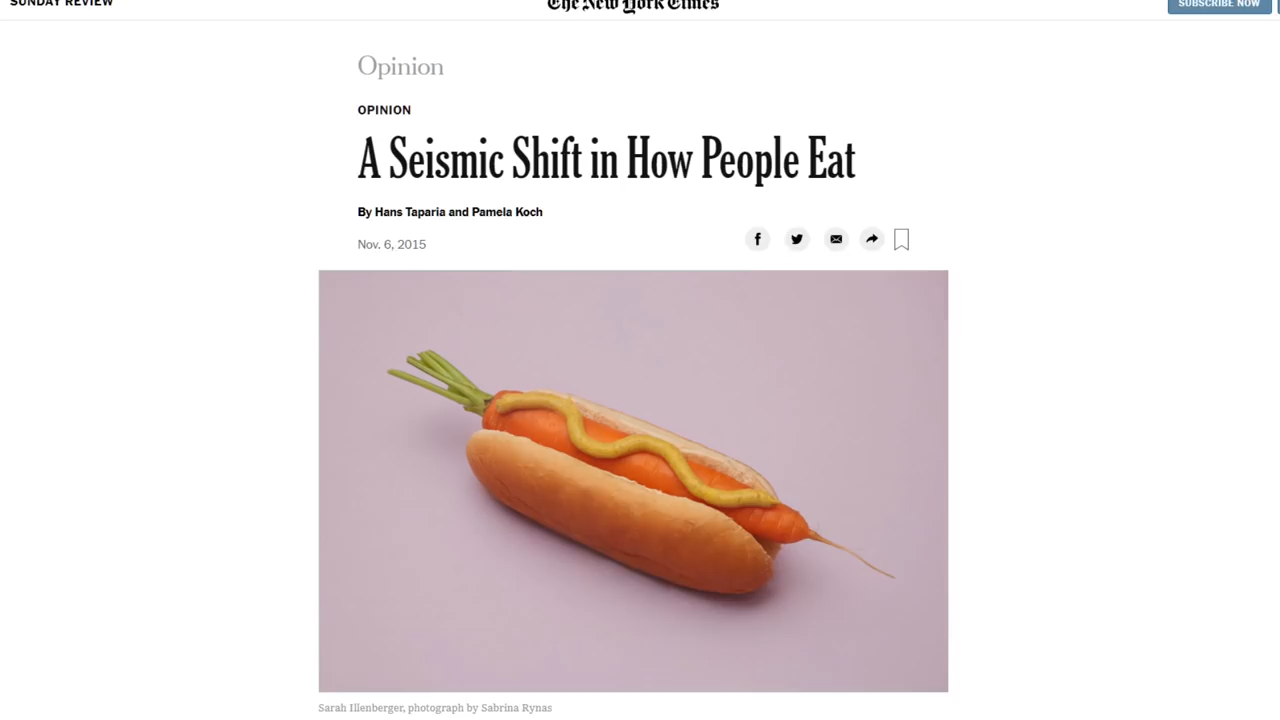 SUNDAY REVIEW
The New York Times
SUBSCRIBE NOW
Opinion
OPINION
A Seismic Shift in How People Eat
By Hans Taparia and Pamela Koch
Nov. 6, 2015
Sarah Illenberger, photograph by Sabrina Rynas